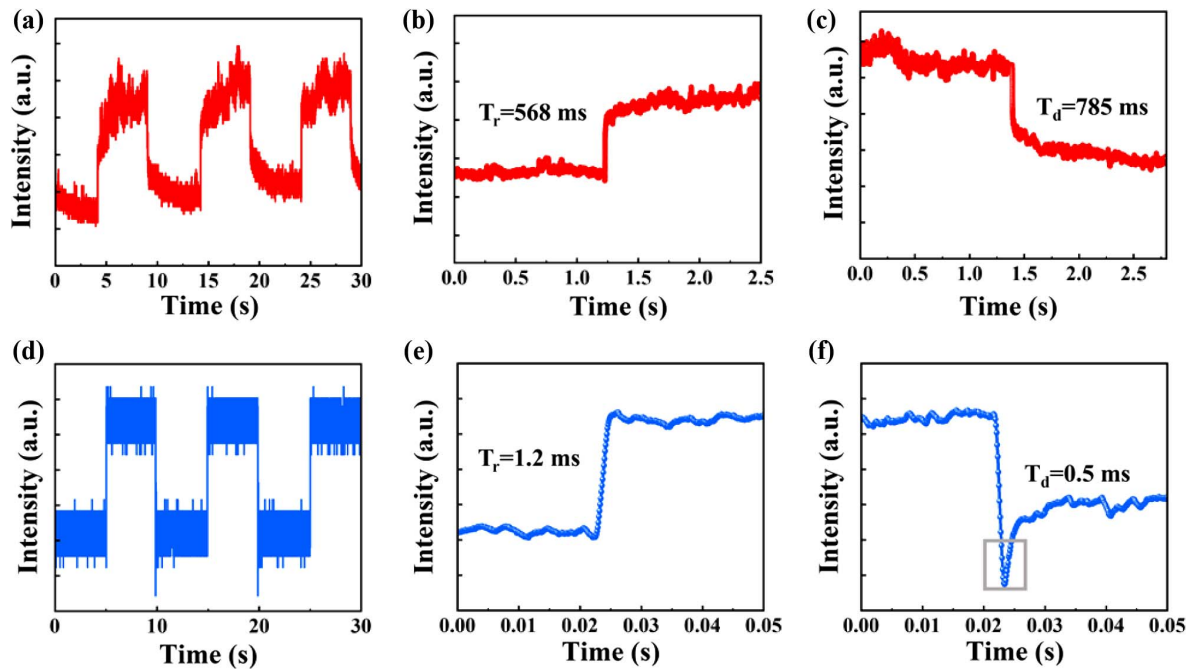 (a)
Intensity (a.u.)
0 5 10 15 20 25 30
Time (s)
(b)
Intensity (a.u.)
Tr=568 ms
0.0 0.5 1.0 1.5 2.0 2.5
Time (s)
(c)
Intensity (a.u.)
Td=785 ms
0.0 0.5 1.0 1.5 2.0 2.5
Time (s)
(d)
Intensity (a.u.)
0 10 20 30
Time (s)
(e)
Intensity (a.u.)
Tr=1.2 ms
0.00 0.01 0.02 0.03 0.04 0.05
Time (s)
(f)
Intensity (a.u.)
Td=0.5 ms
0.00 0.01 0.02 0.03 0.04 0.05
Time (s)